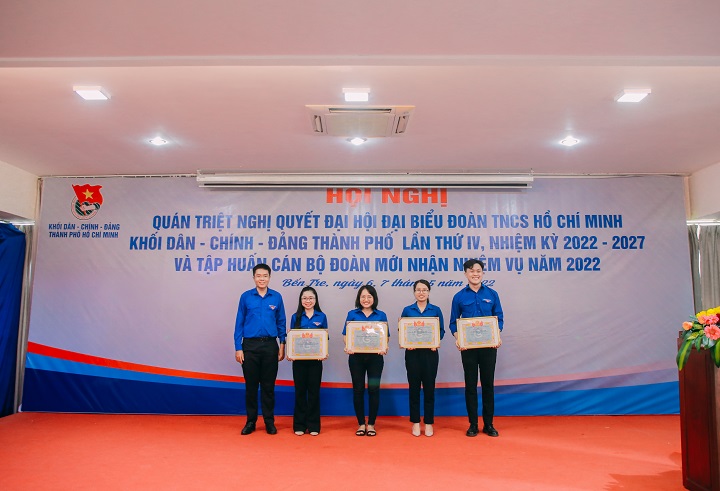 HỘI NGHỊ
QUÁN TRIỆT NGHỊ QUYẾT ĐẠI HỘI ĐẠI BIỂU ĐOÀN TNCS HỒ CHÍ MINH
KHỐI DÂN - CHÍNH - ĐẢNG THÀNH PHỐ LẦN THỨ IV, NHIỆM KỲ 2022 - 2027
VÀ TẬP HUẤN CÁN BỘ ĐOÀN MỚI NHẬN NHIỆM VỤ NĂM 2022
Bến Tre, ngày 6, 7 năm 2022
KHỐI DÂN - CHÍNH - ĐẢNG
THÀNH PHỐ HỒ CHÍ MINH